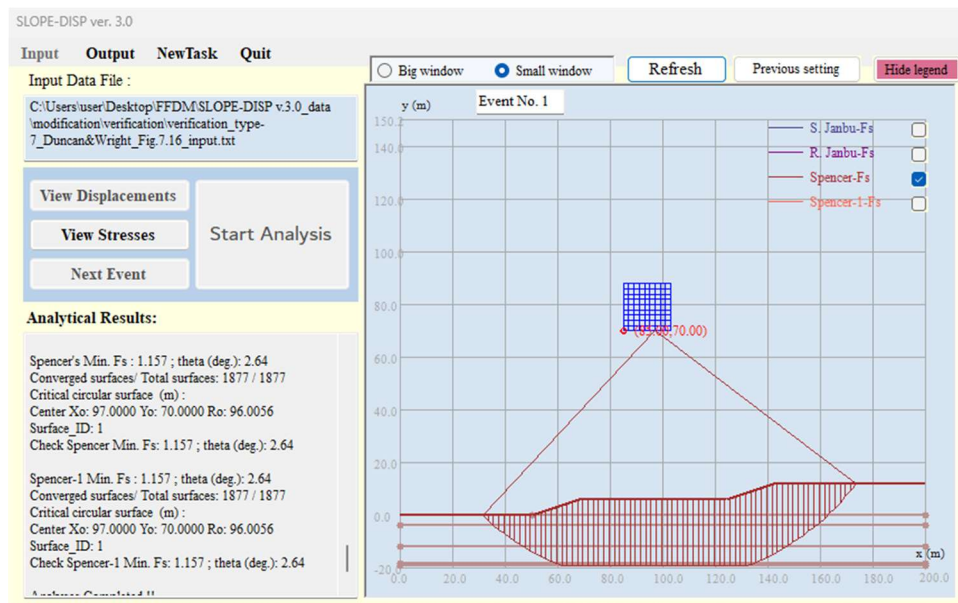 SLOPE-DISP ver. 3.0
Input Output NewTask Quit
Input Data File :
C:\Users\user\Desktop\FFDM\SLOPE-DISP v.3.0_data
\modification\verification\verification_type-
7_Duncan&Wright_Fig.7.16_input.txt
View Displacements
View Stresses
Next Event
Start Analysis
Analytical Results:
Spencer's Min. Fs : 1.157 ; theta (deg.): 2.64
Converged surfaces/ Total surfaces: 1877 / 1877
Critical circular surface (m) :
Center Xo: 97.0000 Yo: 70.0000 Ro: 96.0056
Surface_ID: 1
Check Spencer Min. Fs: 1.157 ; theta (deg.): 2.64
Spencer-1 Min. Fs : 1.157 ; theta (deg.): 2.64
Converged surfaces/ Total surfaces: 1877 / 1877
Critical circular surface (m) :
Center Xo: 97.0000 Yo: 70.0000 Ro: 96.0056
Surface_ID: 1
Check Spencer-1 Min. Fs: 1.157 ; theta (deg.): 2.64
Big window Small window Refresh Previous setting Hide legend
y (m) Event No. 1
150.2
140.0
120.0
100.0
80.0
60.0
40.0
20.0
0.0
-20.0
S. Janbu-Fs
R. Janbu-Fs
Spencer-Fs
Spencer-1-Fs
70.00)
x (m)
0.0 20.0 40.0 60.0 80.0 100.0 120.0 140.0 160.0 180.0 200.0